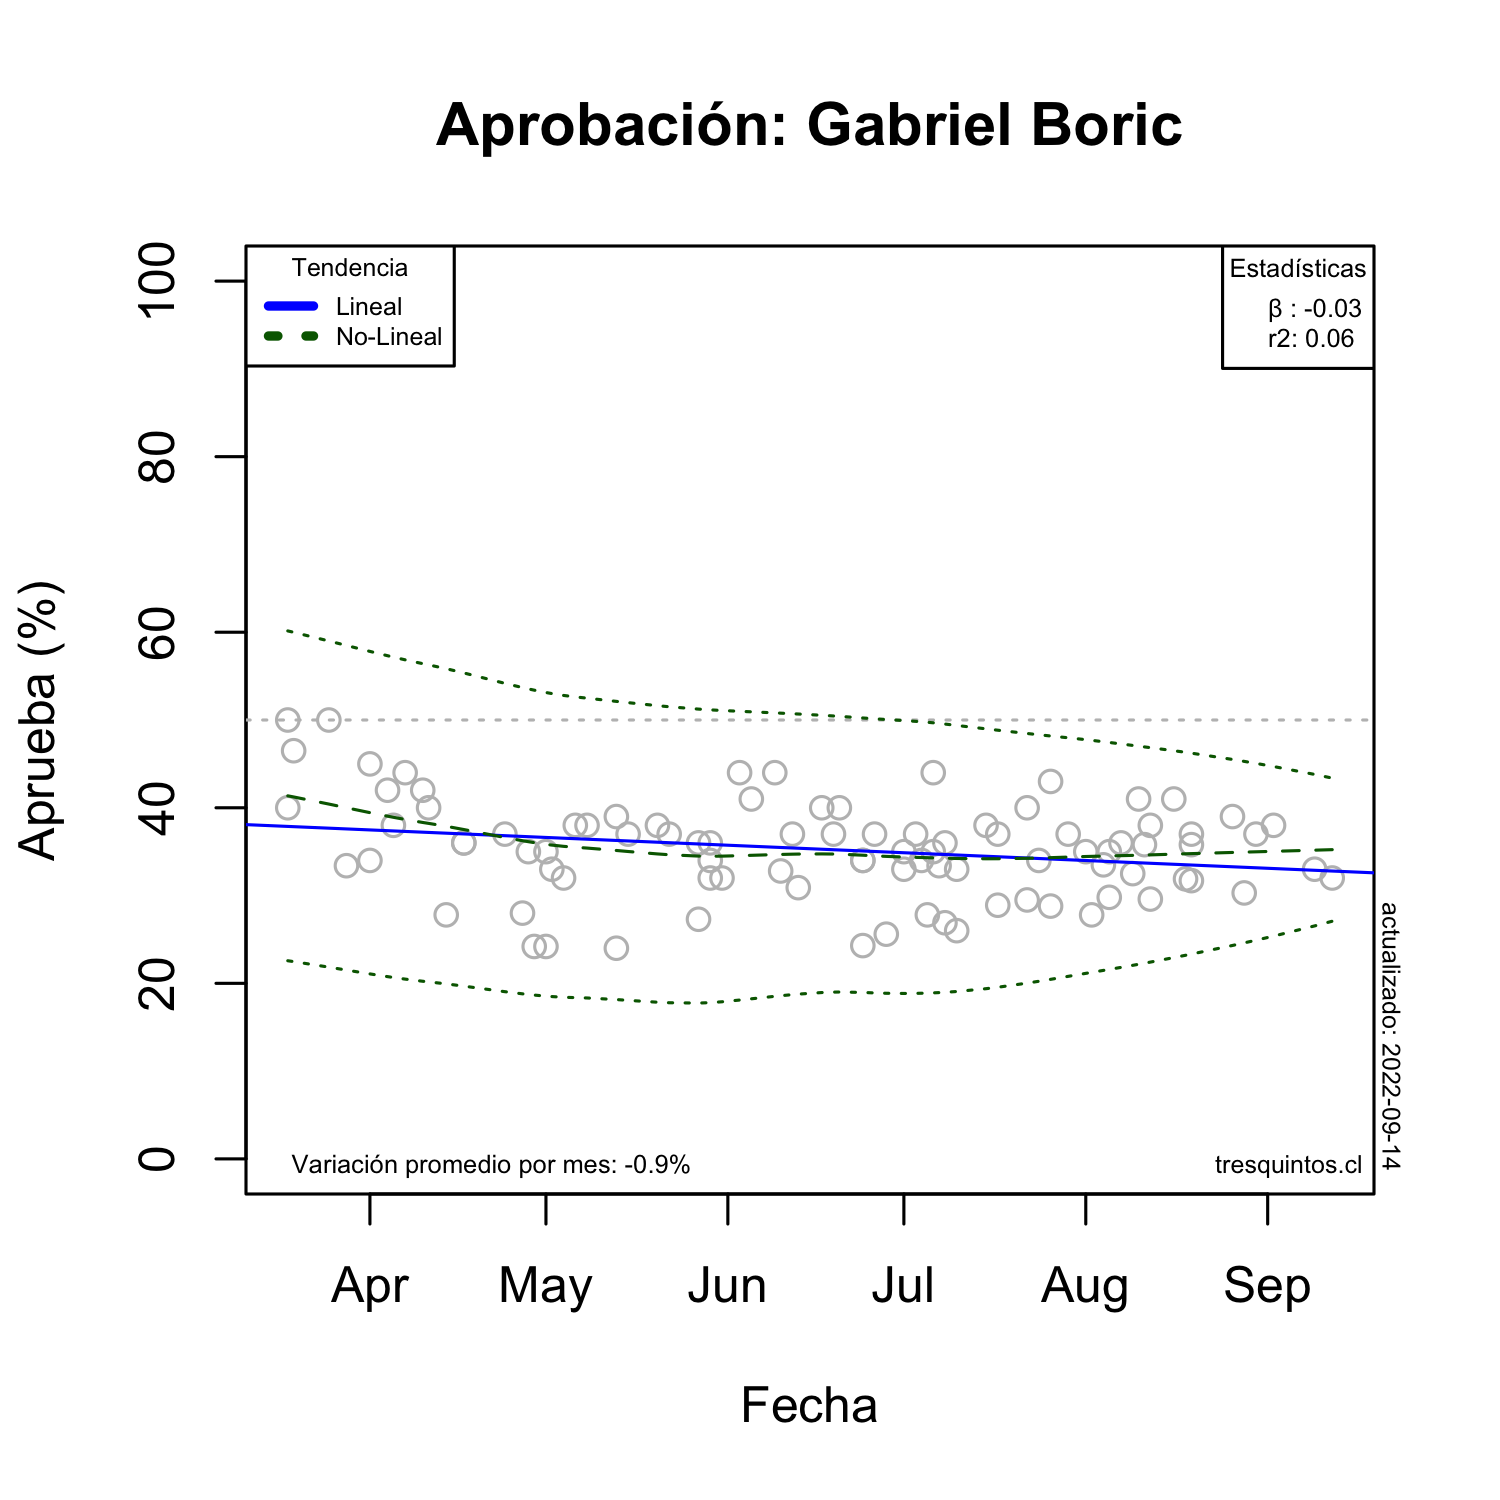 Aprobación: Gabriel Boric
Tendencia
Lineal
No-Lineal
Estadísticas
β : -0.03
r2: 0.06
Aprueba (%)
100
80
60
40
20
0
actualizado: 2022-09-14
Variación promedio por mes: -0.9%
tresquintos.cl
Apr
May
Jun
Jul
Aug
Sep
Fecha